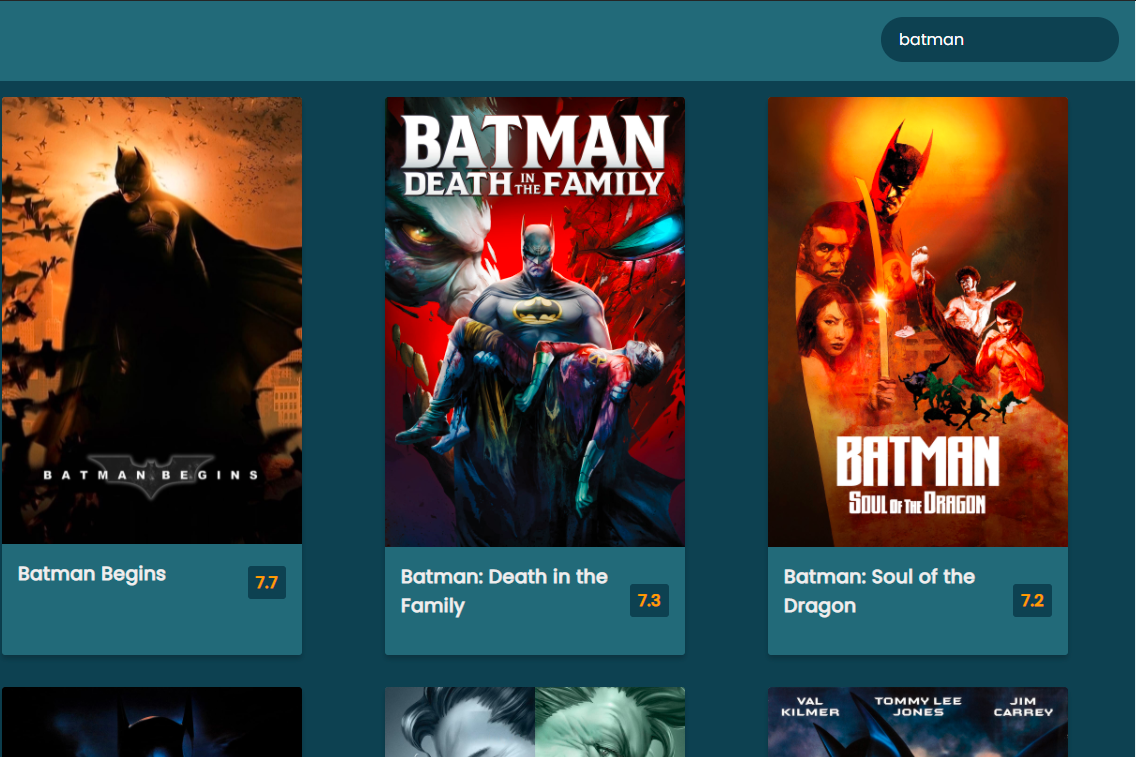 batman
BATMAN
DEATH IN THE FAMILY
BATMAN BEGINS
BATMAN
SOUL OF THE DRAGON
Batman Begins
7.7
Batman: Death in the
Family
7.3
Batman: Soul of the
Dragon
7.2
VAL
KILMER
TOMMY LEE
JONES
JIM
CARREY